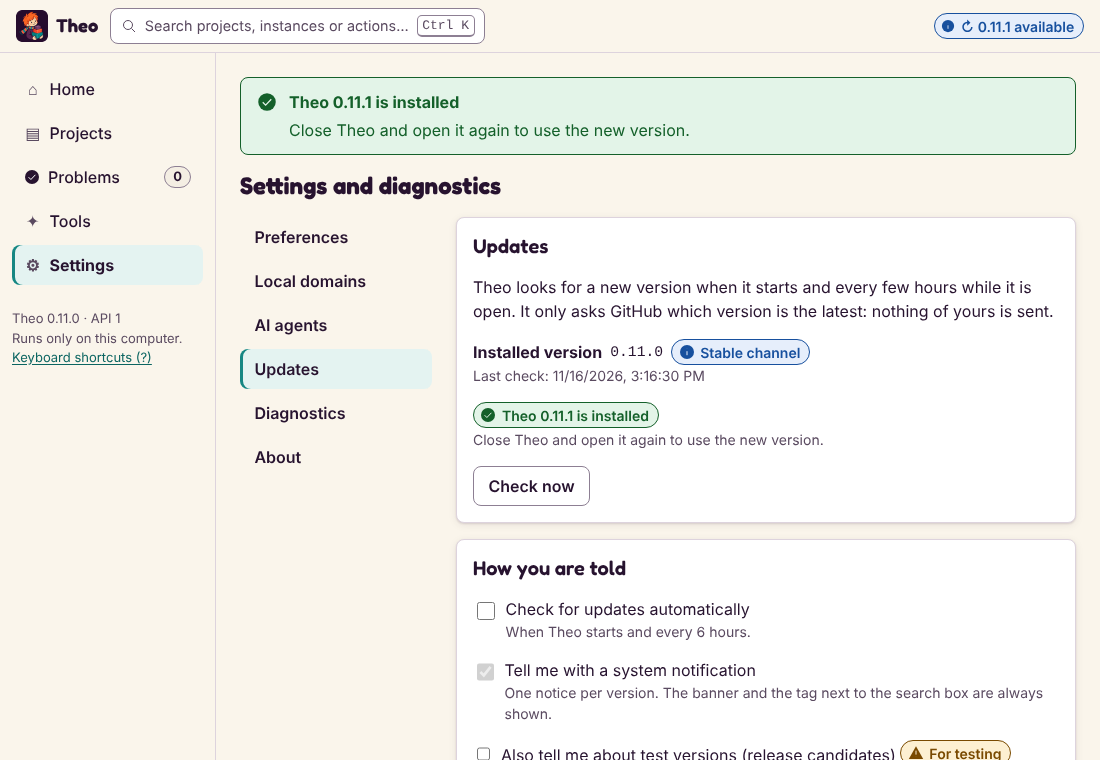 Theo
Search projects, instances or actions...
Ctrl K
0.11.1 available
Home
Projects
Problems
0
Tools
Settings
Theo 0.11.0 · API 1
Runs only on this computer.
Keyboard shortcuts (?)
Theo 0.11.1 is installed
Close Theo and open it again to use the new version.
Settings and diagnostics
Preferences
Local domains
AI agents
Updates
Diagnostics
About
Updates
Theo looks for a new version when it starts and every few hours while it is
open. It only asks GitHub which version is the latest: nothing of yours is sent.
Installed version 0.11.0 Stable channel
Last check: 11/16/2026, 3:16:30 PM
Theo 0.11.1 is installed
Close Theo and open it again to use the new version.
Check now
How you are told
Check for updates automatically
When Theo starts and every 6 hours.
Tell me with a system notification
One notice per version. The banner and the tag next to the search box are always
shown.
Also tell me about test versions (release candidates) For testing